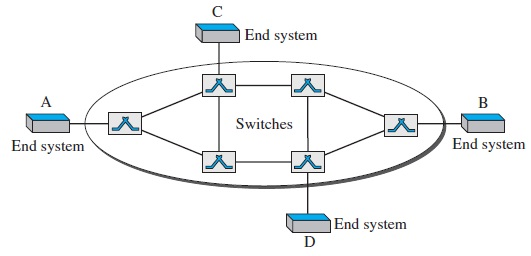 C
End system
A
End system
Switches
B
End system
End system
D